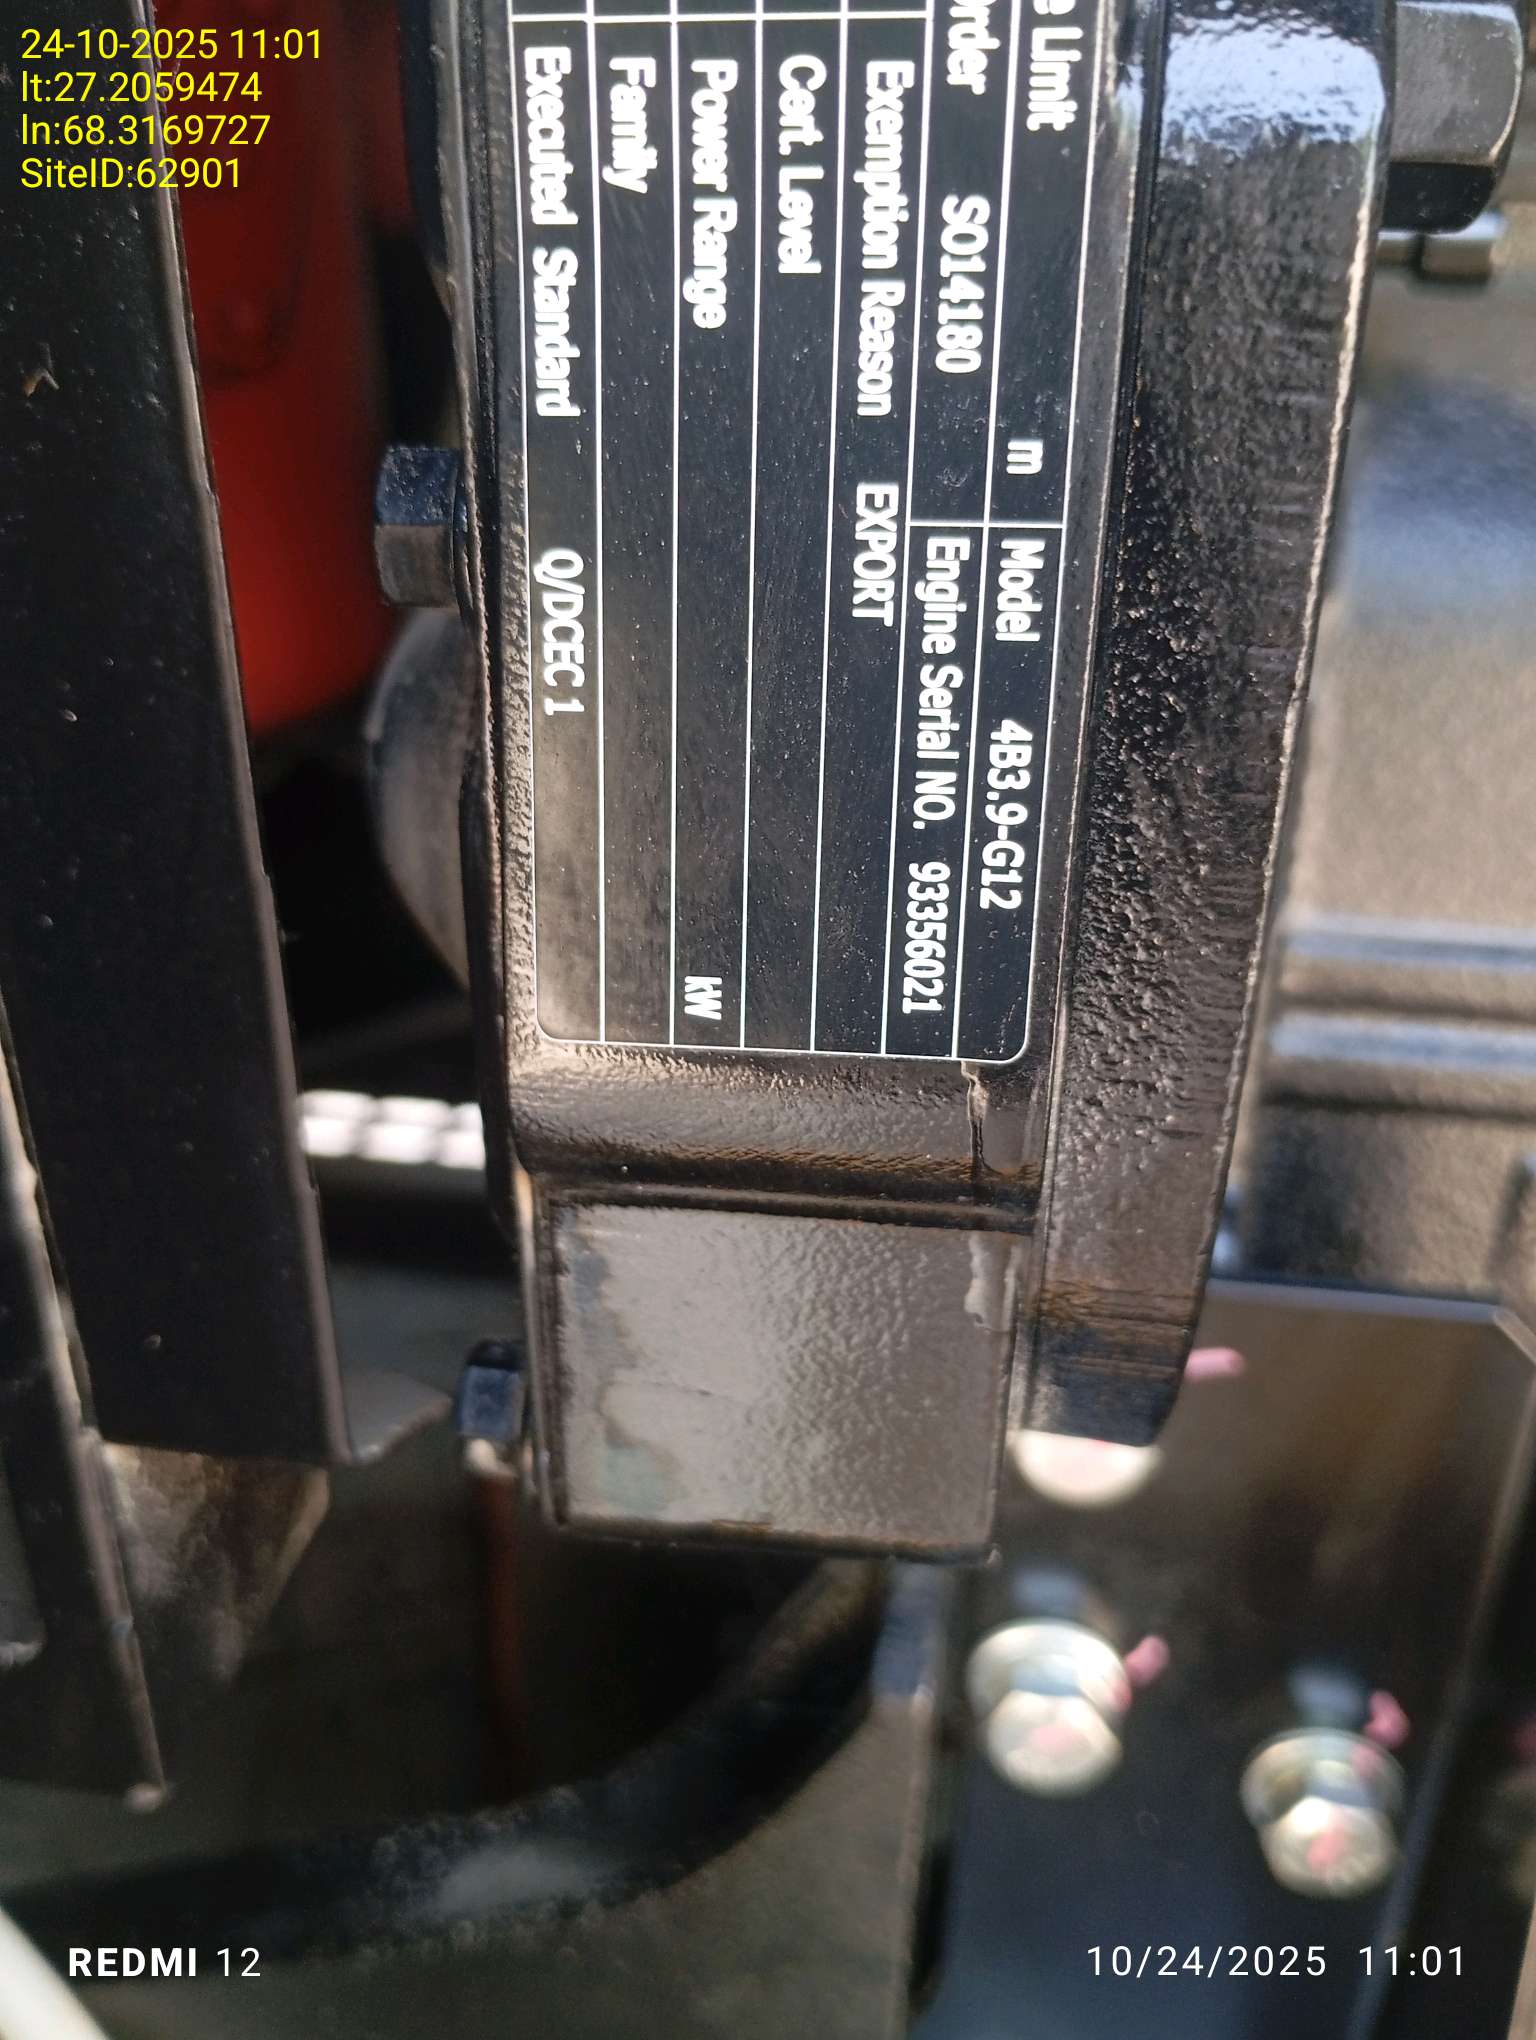 24-10-2025 11:01
lt:27.2059474
ln:68.3169727
SiteID:62901
e Limit m Model 4B3.9-G12
rder SO14180 Engine Serial NO. 93356021
Exemption Reason EXPORT
Cert. Level
Power Range kW
Family
Executed Standard Q/DCEC 1
REDMI 12
10/24/2025 11:01